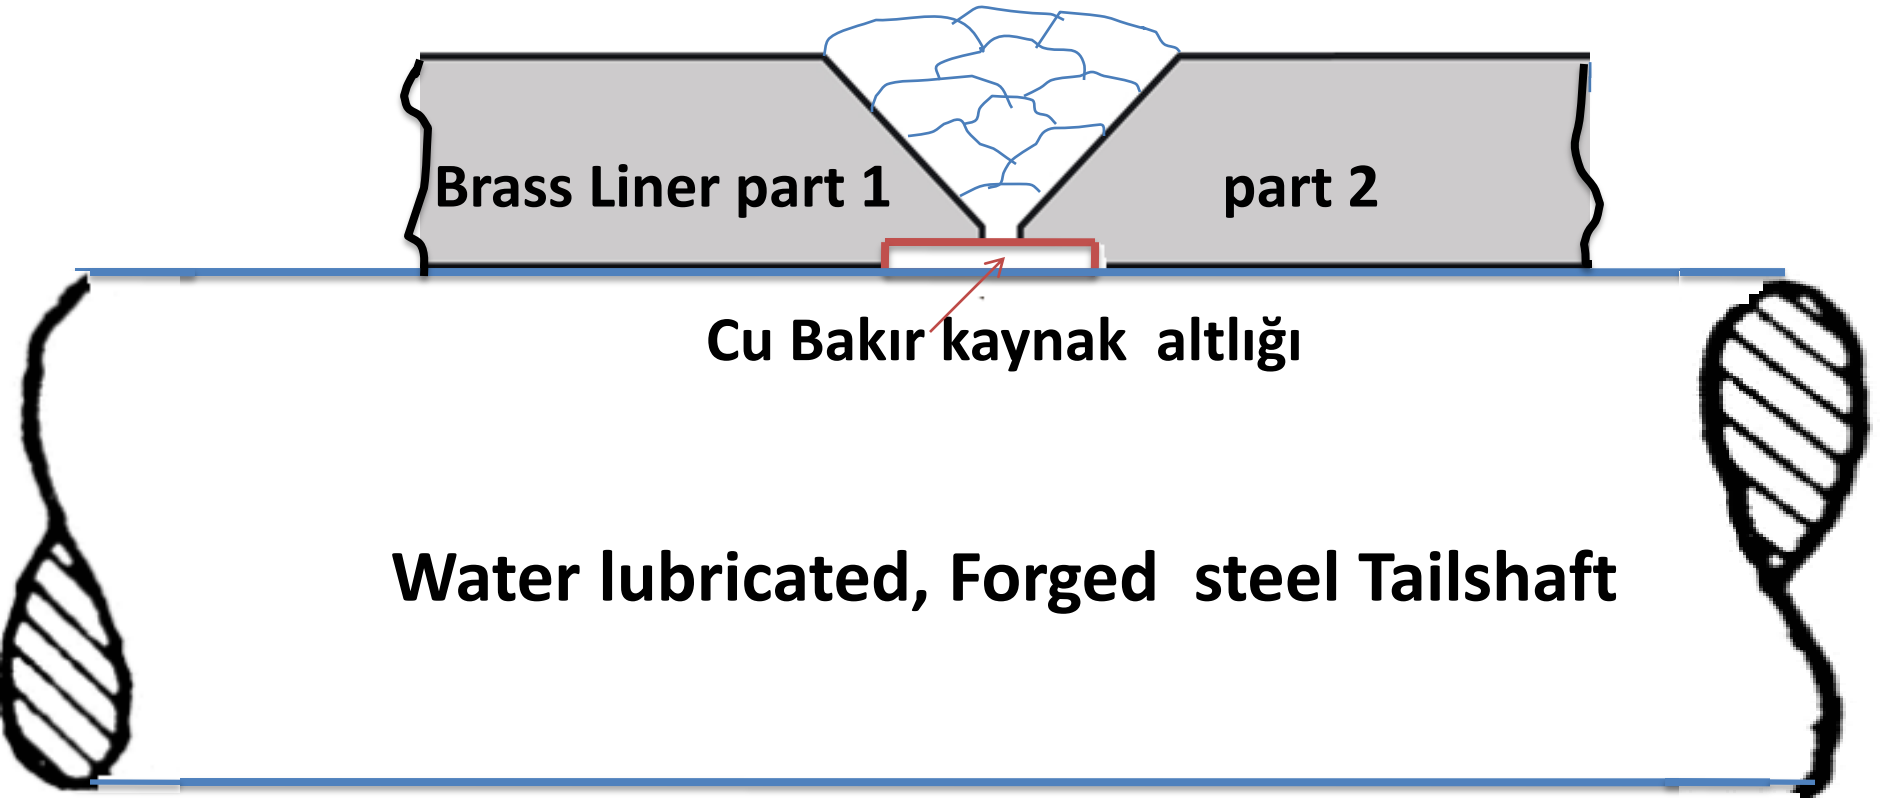 Brass Liner part 1 part 2
Cu Bakır kaynak altlığı
Water lubricated, Forged steel Tailshaft